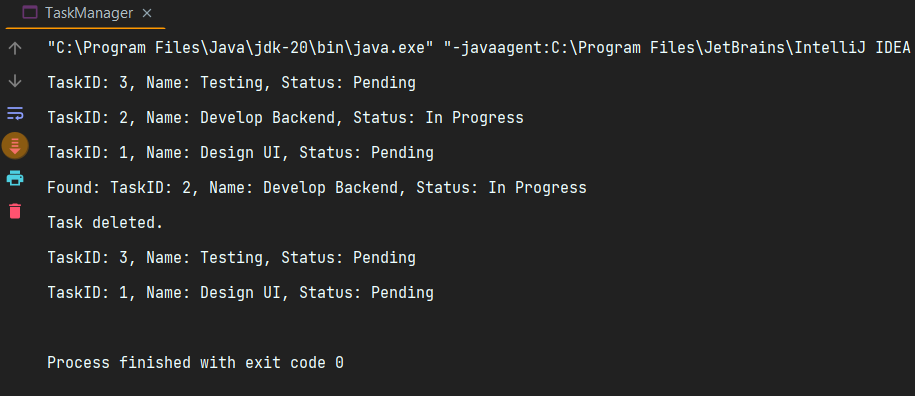 TaskManager
"C:\Program Files\Java\jdk-20\bin\java.exe" "-javaagent:C:\Program Files\JetBrains\IntelliJ IDEA
TaskID: 3, Name: Testing, Status: Pending
TaskID: 2, Name: Develop Backend, Status: In Progress
TaskID: 1, Name: Design UI, Status: Pending
Found: TaskID: 2, Name: Develop Backend, Status: In Progress
Task deleted.
TaskID: 3, Name: Testing, Status: Pending
TaskID: 1, Name: Design UI, Status: Pending
Process finished with exit code 0